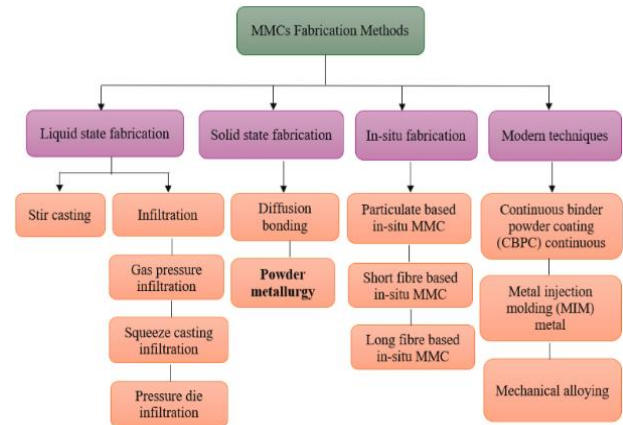 MMCs Fabrication Methods
Liquid state fabrication
Solid state fabrication
In-situ fabrication
Modern techniques
Stir casting
Infiltration
Diffusion
bonding
Particulate based
in-situ MMC
Continuous binder
powder coating
(CBPC) continuous
Gas pressure
infiltration
Powder
metallurgy
Short fibre based
in-situ MMC
Metal injection
molding (MIM)
metal
Squeeze casting
infiltration
Long fibre based
in-situ MMC
Pressure die
infiltration
Mechanical alloying